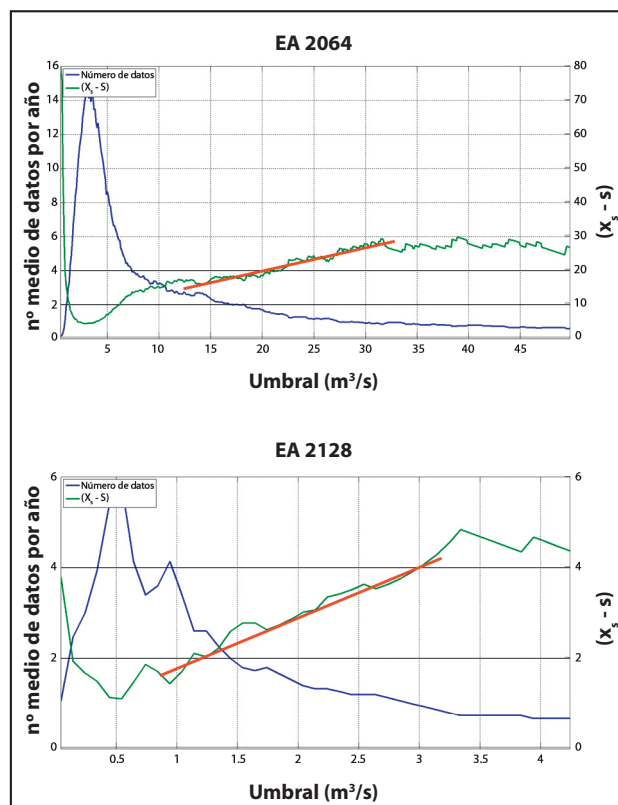 EA 2064
Número de datos
(Xs - S)
nº medio de datos por año
(xs - s)
16
14
12
10
8
6
4
2
0
80
70
60
50
40
30
20
10
0
5 10 15 20 25 30 35 40 45
Umbral (m³/s)
EA 2128
Número de datos
(Xs - S)
nº medio de datos por año
(xs - s)
6
4
2
0
6
4
2
0
0.5 1 1.5 2 2.5 3 3.5 4
Umbral (m³/s)